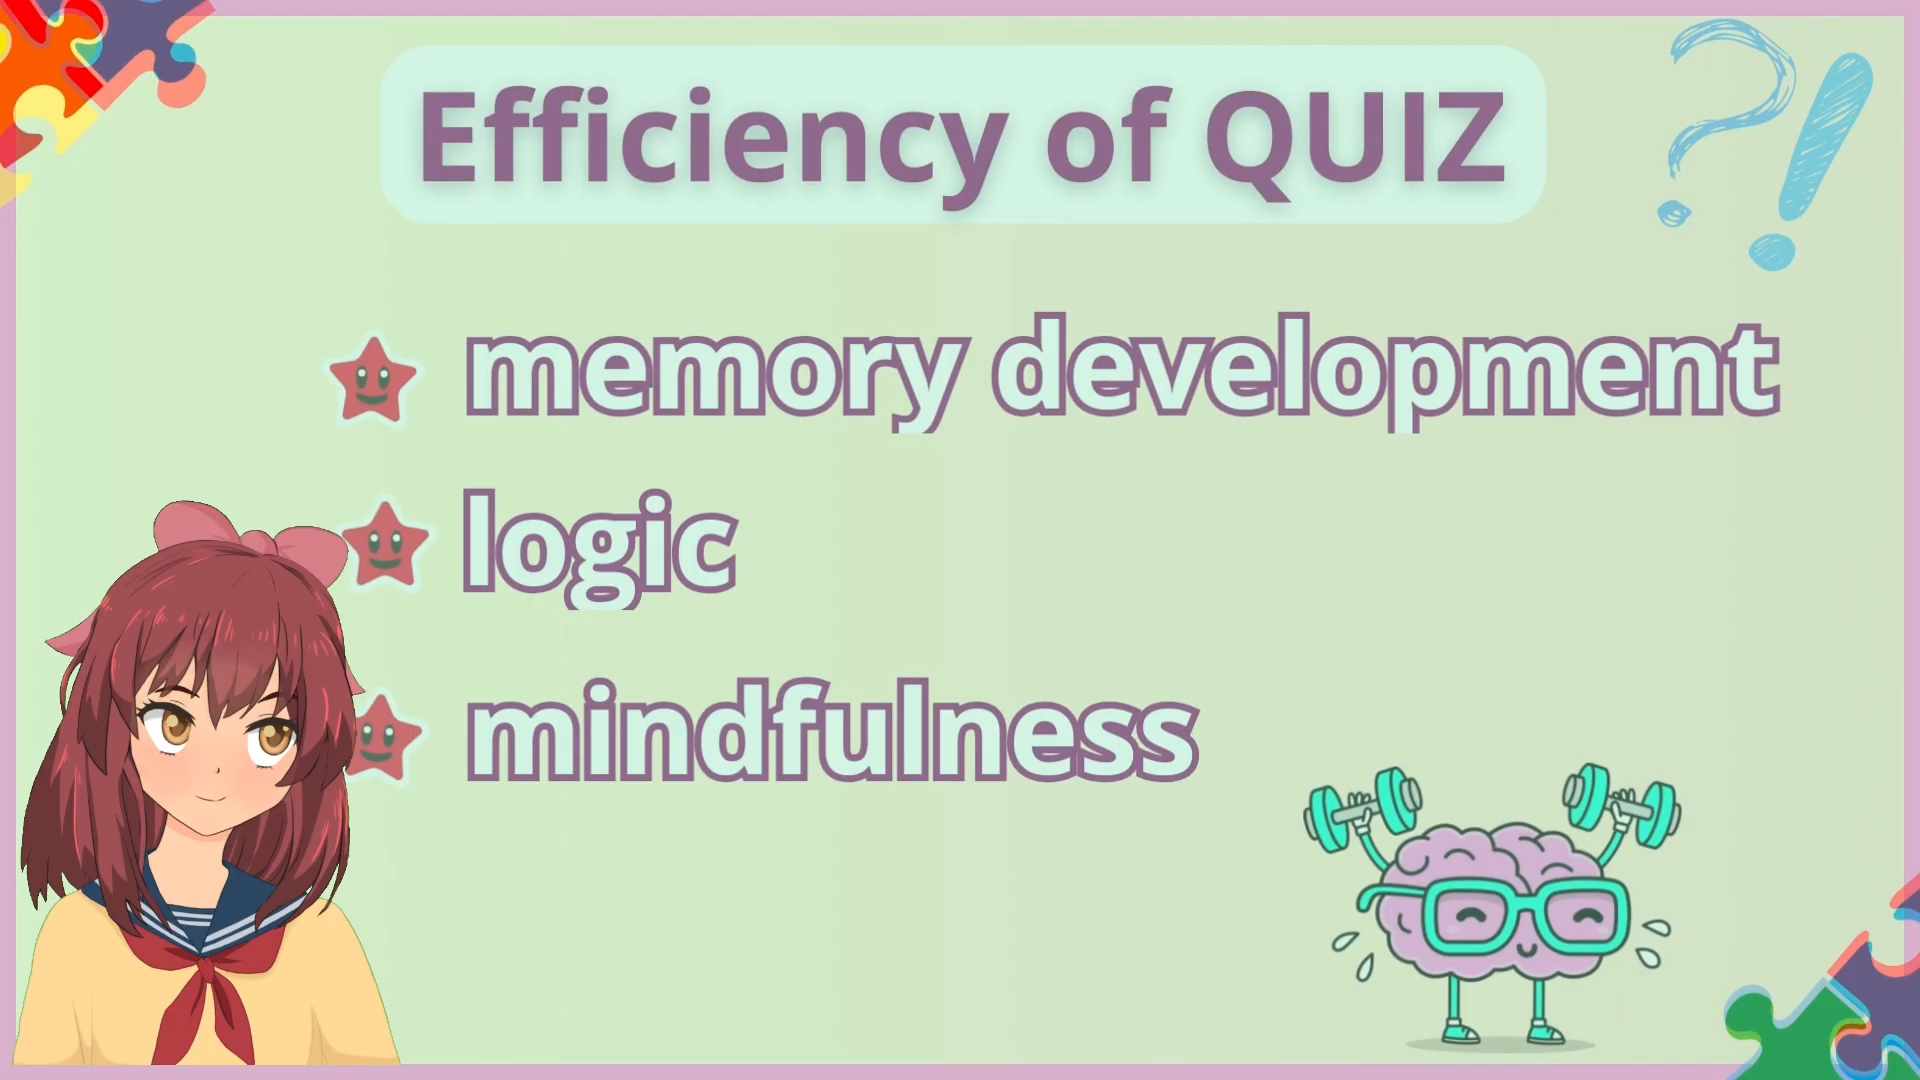 Efficiency of QUIZ
?!
memory development
logic
mindfulness